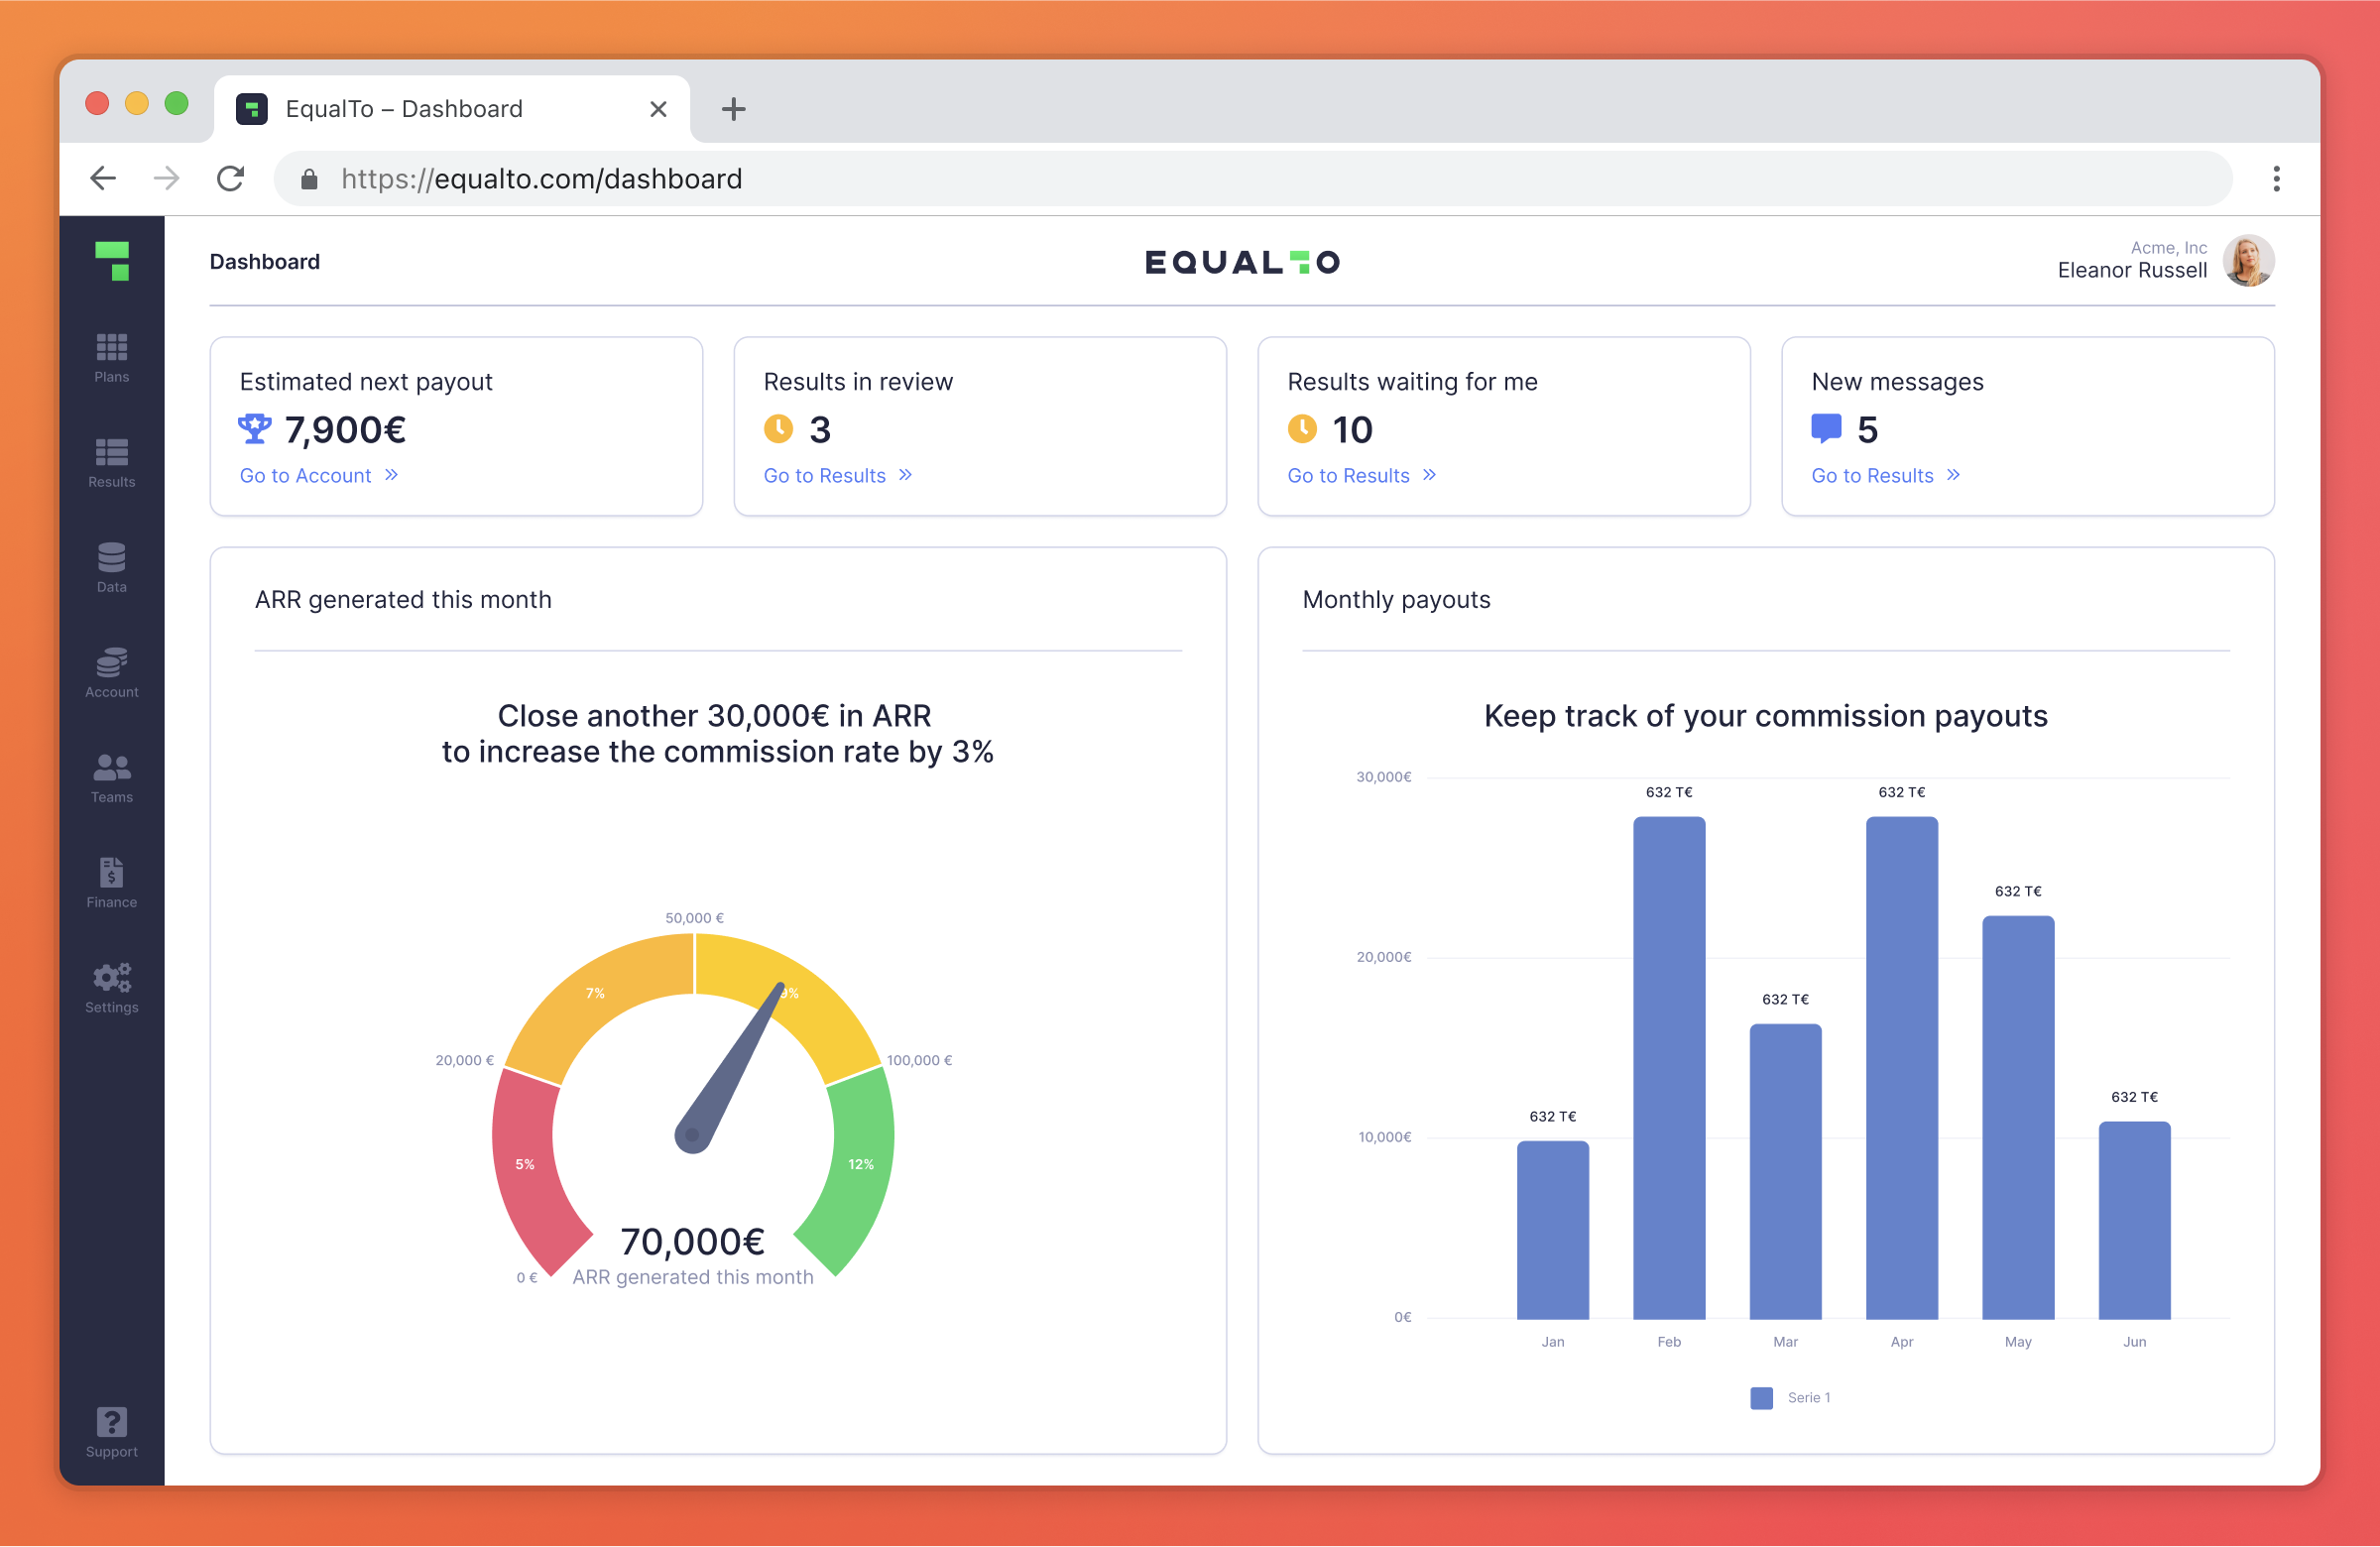 EqualTo – Dashboard
https://equalto.com/dashboard
Dashboard
EQUALTO
Acme, Inc
Eleanor Russell
Plans
Results
Data
Account
Teams
Finance
Settings
Support
Estimated next payout
7,900€
Go to Account »
Results in review
3
Go to Results »
Results waiting for me
10
Go to Results »
New messages
5
Go to Results »
ARR generated this month
Close another 30,000€ in ARR
to increase the commission rate by 3%
50,000 €
7%
9%
20,000 €
100,000 €
5%
12%
70,000€
0 €
ARR generated this month
Monthly payouts
Keep track of your commission payouts
30,000€
20,000€
10,000€
0€
632 T€
632 T€
632 T€
632 T€
632 T€
632 T€
Jan
Feb
Mar
Apr
May
Jun
Serie 1